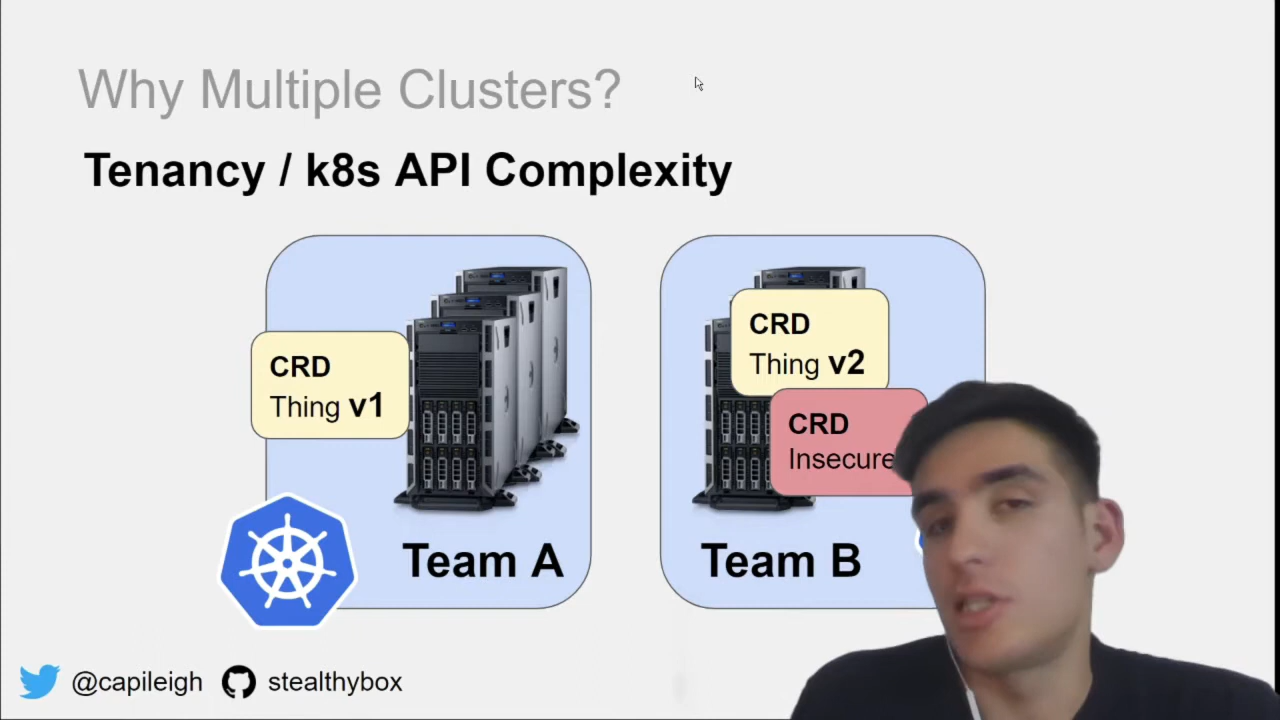 Why Multiple Clusters?
Tenancy / k8s API Complexity
CRD
Thing v1
Team A
CRD
Thing v2
CRD
Insecure
Team B
@capileigh
stealthybox